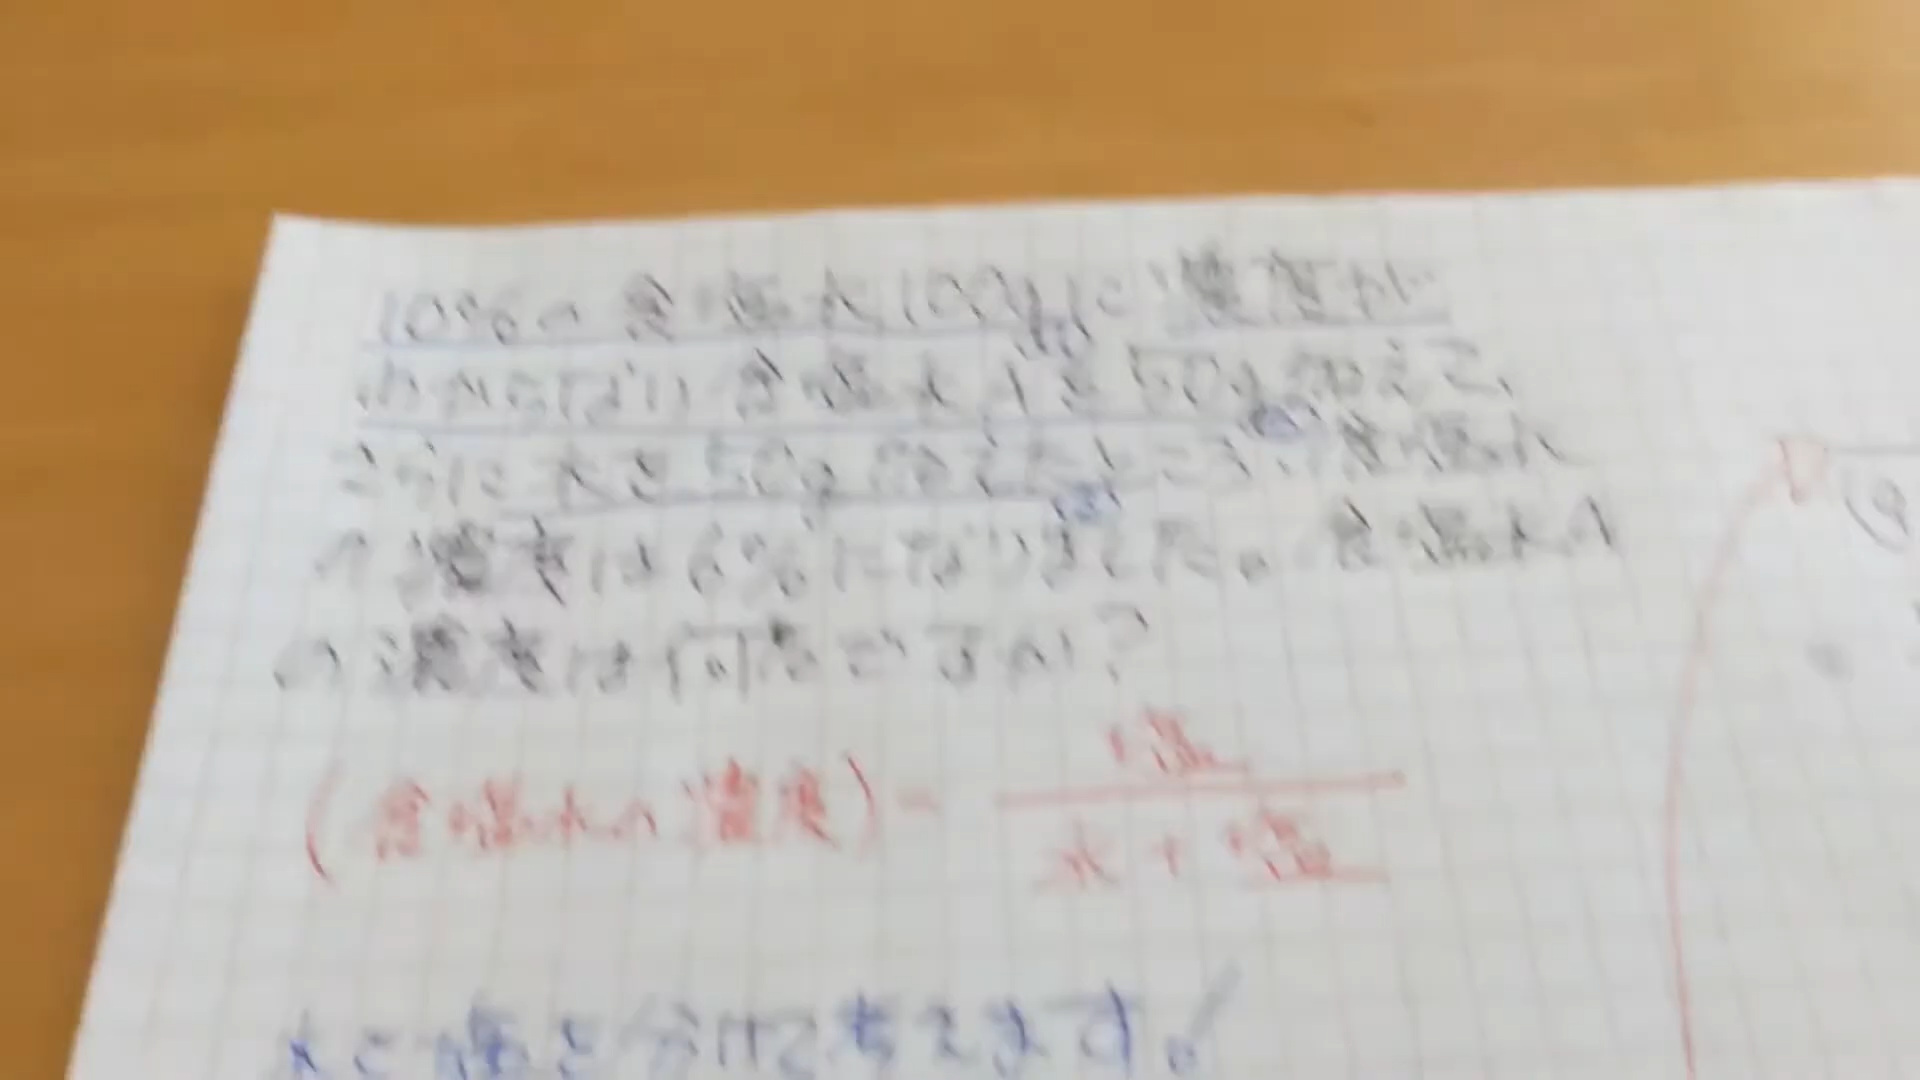 10%の食塩水100gに濃度が
わからない食塩水Aを50g加えて、
さらに水を50g加えたところ、食塩水
の濃度は6%になりました。食塩水A
の濃度は何%ですか?
(食塩水の濃度)= 塩
水+塩
水と塩を分けて考えます。